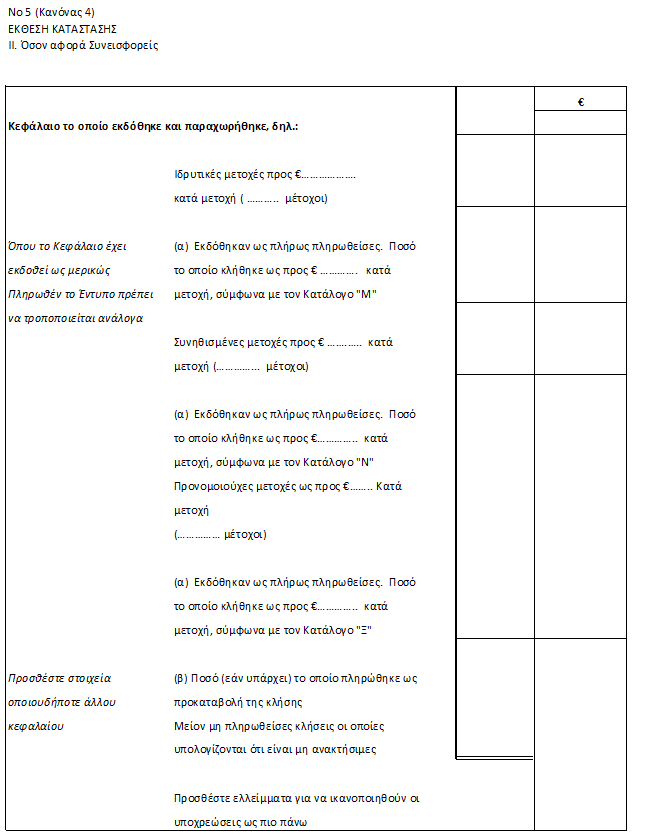 No 5 (Κανόνας 4)
ΕΚΘΕΣΗ ΚΑΤΑΣΤΑΣΗΣ
ΙΙ. Όσον αφορά Συνεισφορείς
€
Κεφάλαιο το οποίο εκδόθηκε και παραχωρήθηκε, δηλ.:
Ιδρυτικές μετοχές προς €……………….
κατά μετοχή ( ……….. μέτοχοι)
Όπου το Κεφάλαιο έχει
εκδοθεί ως μερικώς
Πληρωθέν το Έντυπο πρέπει
να τροποποιείται ανάλογα
(α) Εκδόθηκαν ως πλήρως πληρωθείσες. Ποσό
το οποίο κλήθηκε ως προς € …………. κατά
μετοχή, σύμφωνα με τον Κατάλογο "Μ"
Συνηθισμένες μετοχές προς € ………... κατά
μετοχή (…………… μέτοχοι)
(α) Εκδόθηκαν ως πλήρως πληρωθείσες. Ποσό
το οποίο κλήθηκε ως προς €………….. κατά
μετοχή, σύμφωνα με τον Κατάλογο "Ν"
Προνομοιούχες μετοχές ως προς €…….. Κατά
μετοχή
(…………… μέτοχοι)
(α) Εκδόθηκαν ως πλήρως πληρωθείσες. Ποσό
το οποίο κλήθηκε ως προς €………….. κατά
μετοχή, σύμφωνα με τον Κατάλογο "Ξ"
Προσθέστε στοιχεία
οποιουδήποτε άλλου
κεφαλαίου
(β) Ποσό (εάν υπάρχει) το οποίο πληρώθηκε ως
προκαταβολή της κλήσης
Μείον μη πληρωθείσες κλήσεις οι οποίες
υπολογίζονται ότι είναι μη ανακτήσιμες
Προσθέστε ελλείμματα για να ικανοποιηθούν οι
υποχρεώσεις ως πιο πάνω